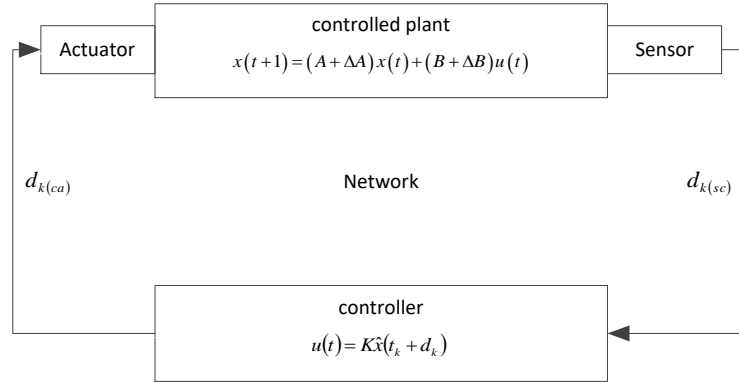 controlled plant
Actuator
x(t+1)=(A+ΔA)x(t)+(B+ΔB)u(t)
Sensor
d_{k(ca)}
Network
d_{k(sc)}
controller
u(t)=Kx̂(t_k+d_k)